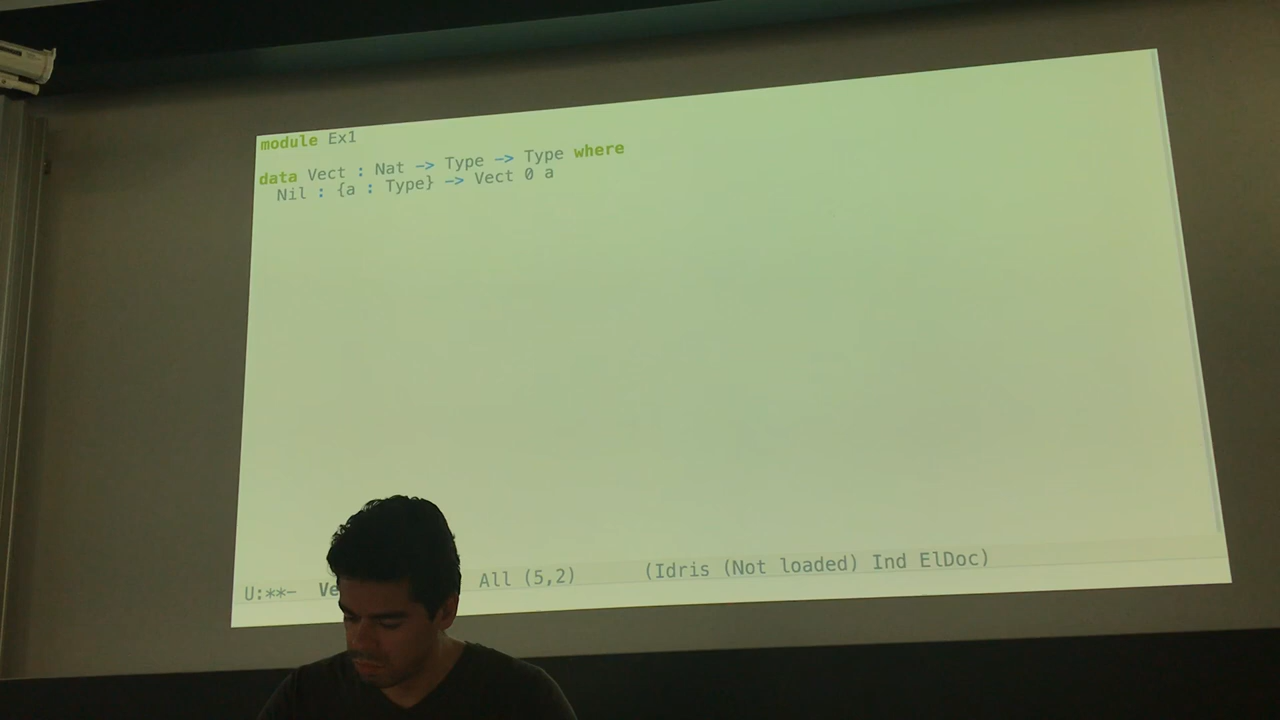 module Ex1
data Vect : Nat -> Type -> Type where
Nil : {a : Type} -> Vect 0 a
U:**- Ve All (5,2) (Idris (Not loaded) Ind ElDoc)